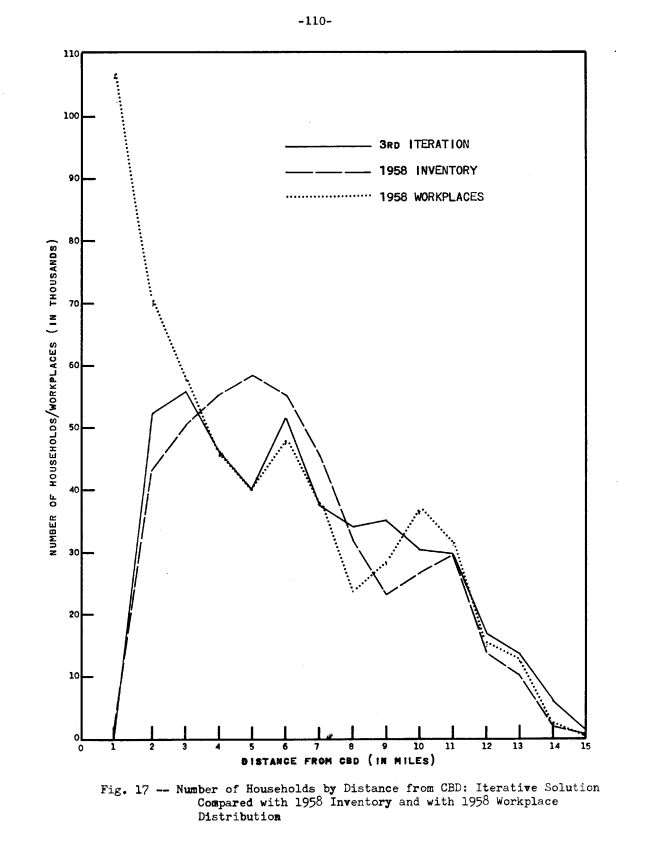 -110-
110
100
90
80
70
60
50
40
30
20
10
0
NUMBER OF HOUSEHOLDS/WORKPLACES (IN THOUSANDS)
3RD ITERATION
1958 INVENTORY
1958 WORKPLACES
0 1 2 3 4 5 6 7 8 9 10 11 12 13 14 15
DISTANCE FROM CBD (IN MILES)
Fig. 17 -- Number of Households by Distance from CBD: Iterative Solution
Compared with 1958 Inventory and with 1958 Workplace
Distribution